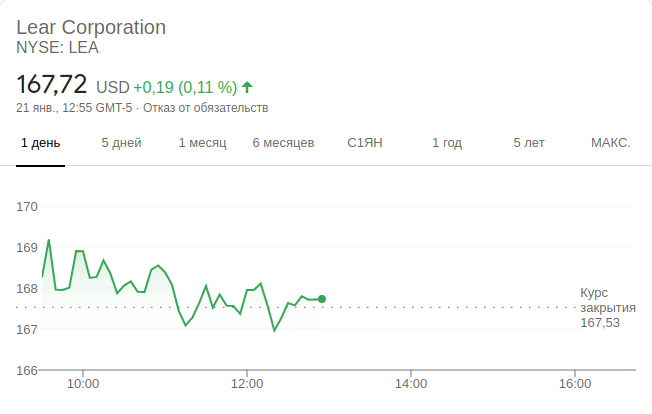 Lear Corporation
NYSE: LEA
167,72 USD +0,19 (0,11 %)
21 янв., 12:55 GMT-5 · Отказ от обязательств
1 день 5 дней 1 месяц 6 месяцев С1ЯН 1 год 5 лет МАКС.
170
169
168
167
166
Курс
закрытия
167,53
10:00 12:00 14:00 16:00